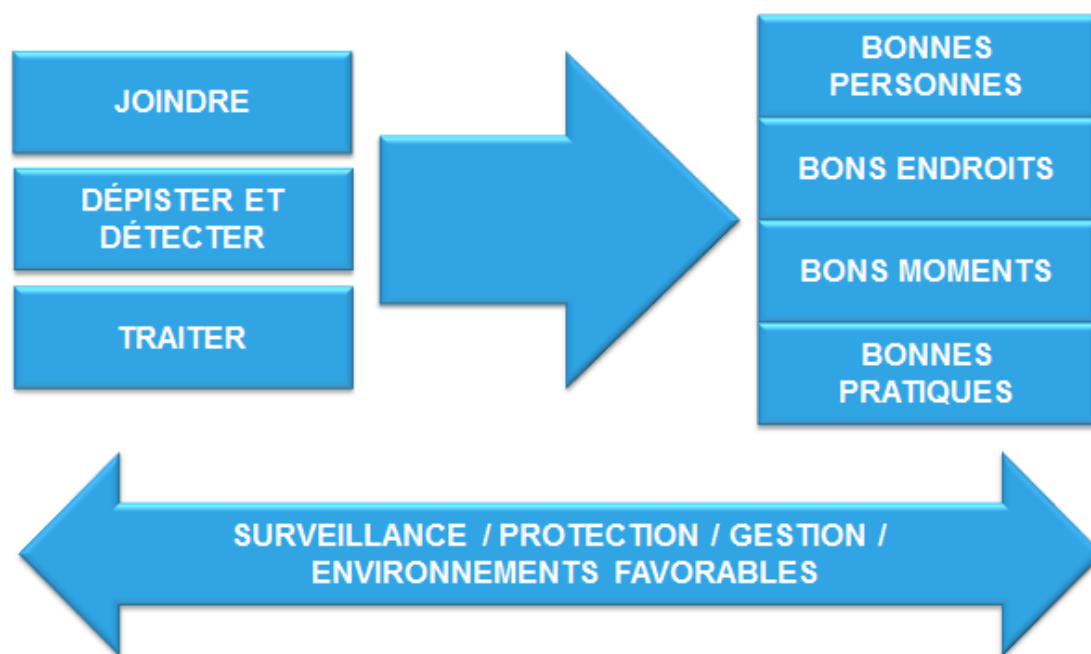 JOINDRE
DÉPISTER ET
DÉTECTER
TRAITER
BONNES
PERSONNES
BONS ENDROITS
BONS MOMENTS
BONNES
PRATIQUES
SURVEILLANCE / PROTECTION / GESTION /
ENVIRONNEMENTS FAVORABLES